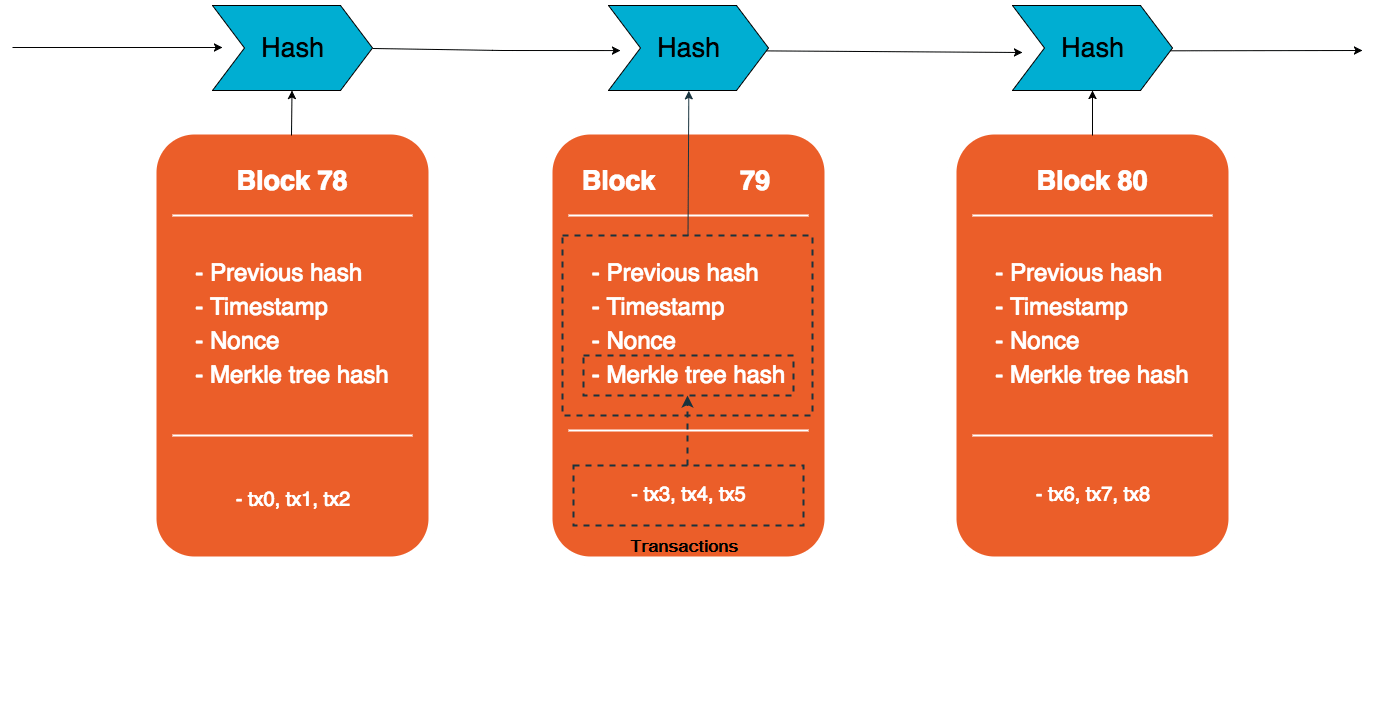 Hash
Hash
Hash
Block 78
- Previous hash
- Timestamp
- Nonce
- Merkle tree hash
- tx0, tx1, tx2
Block 79
- Previous hash
- Timestamp
- Nonce
- Merkle tree hash
- tx3, tx4, tx5
Transactions
Block 80
- Previous hash
- Timestamp
- Nonce
- Merkle tree hash
- tx6, tx7, tx8